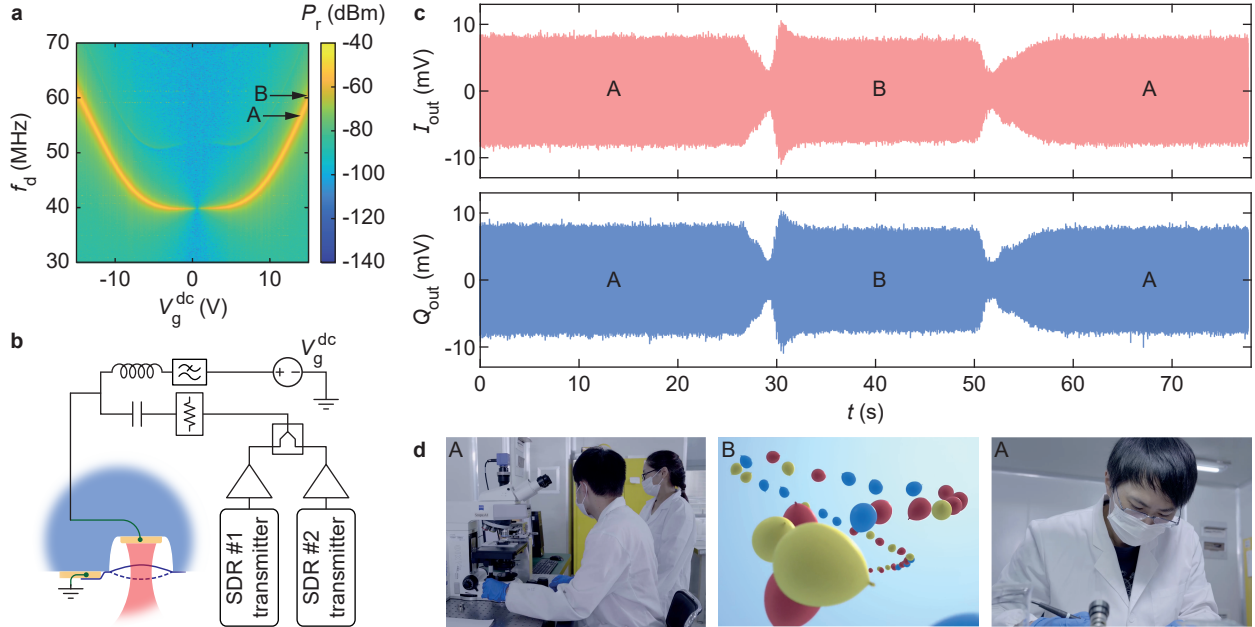 a
P_r (dBm)
70
60
50
40
30
f_d (MHz)
B
A
-10
0
10
V_g^dc (V)
-40
-60
-80
-100
-120
-140
b
V_g^dc
+ −
SDR #1
transmitter
SDR #2
transmitter
c
10
0
-10
I_out (mV)
A
B
A
10
0
-10
Q_out (mV)
A
B
A
0
10
20
30
40
50
60
70
t (s)
d
A
B
A